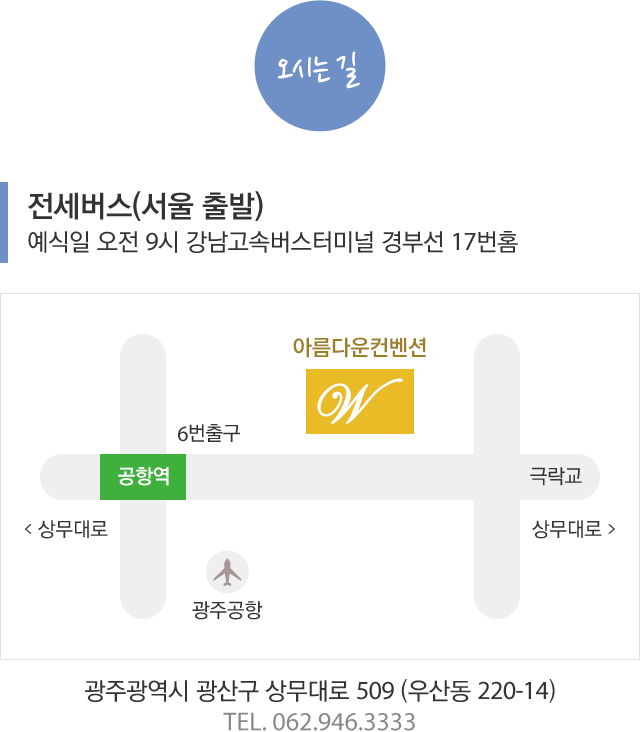 오시는 길
전세버스(서울 출발)
예식일 오전 9시 강남고속버스터미널 경부선 17번홈
아름다운컨벤션
W
6번출구
공항역
극락교
< 상무대로
상무대로 >
광주공항
광주광역시 광산구 상무대로 509 (우산동 220-14)
TEL. 062.946.3333